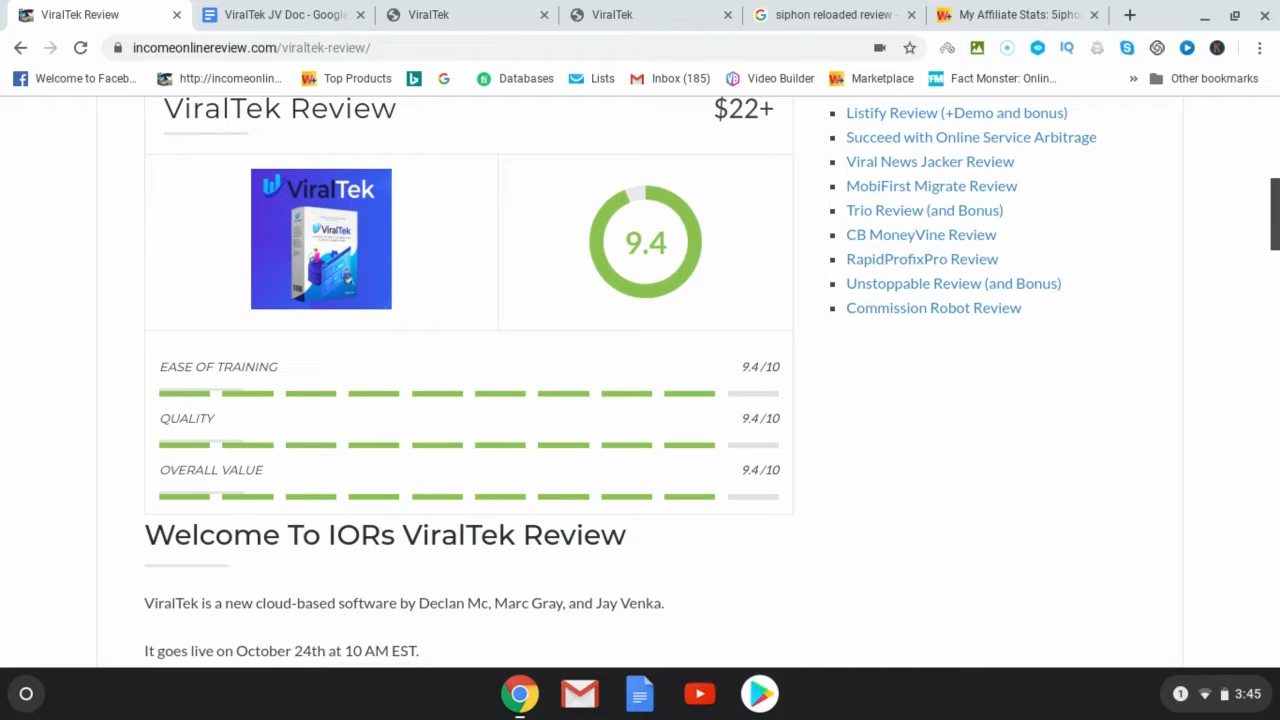 ViralTek Review
ViralTek JV Doc - Google
ViralTek
ViralTek
siphon reloaded review -
My Affiliate Stats: 5ipho
incomeonlinereview.com/viraltek-review/
IQ
K
Welcome to Faceb...
http://incomeonlin...
Top Products
Databases
Lists
Inbox (185)
Video Builder
Marketplace
FM
Fact Monster: Onlin...
»
Other bookmarks
ViralTek Review
$22+
ViralTek
ViralTek
9.4
EASE OF TRAINING
9.4/10
QUALITY
9.4/10
OVERALL VALUE
9.4/10
Welcome To IORs ViralTek Review
ViralTek is a new cloud-based software by Declan Mc, Marc Gray, and Jay Venka.
It goes live on October 24th at 10 AM EST.
Listify Review (+Demo and bonus)
Succeed with Online Service Arbitrage
Viral News Jacker Review
MobiFirst Migrate Review
Trio Review (and Bonus)
CB MoneyVine Review
RapidProfixPro Review
Unstoppable Review (and Bonus)
Commission Robot Review
1
3:45